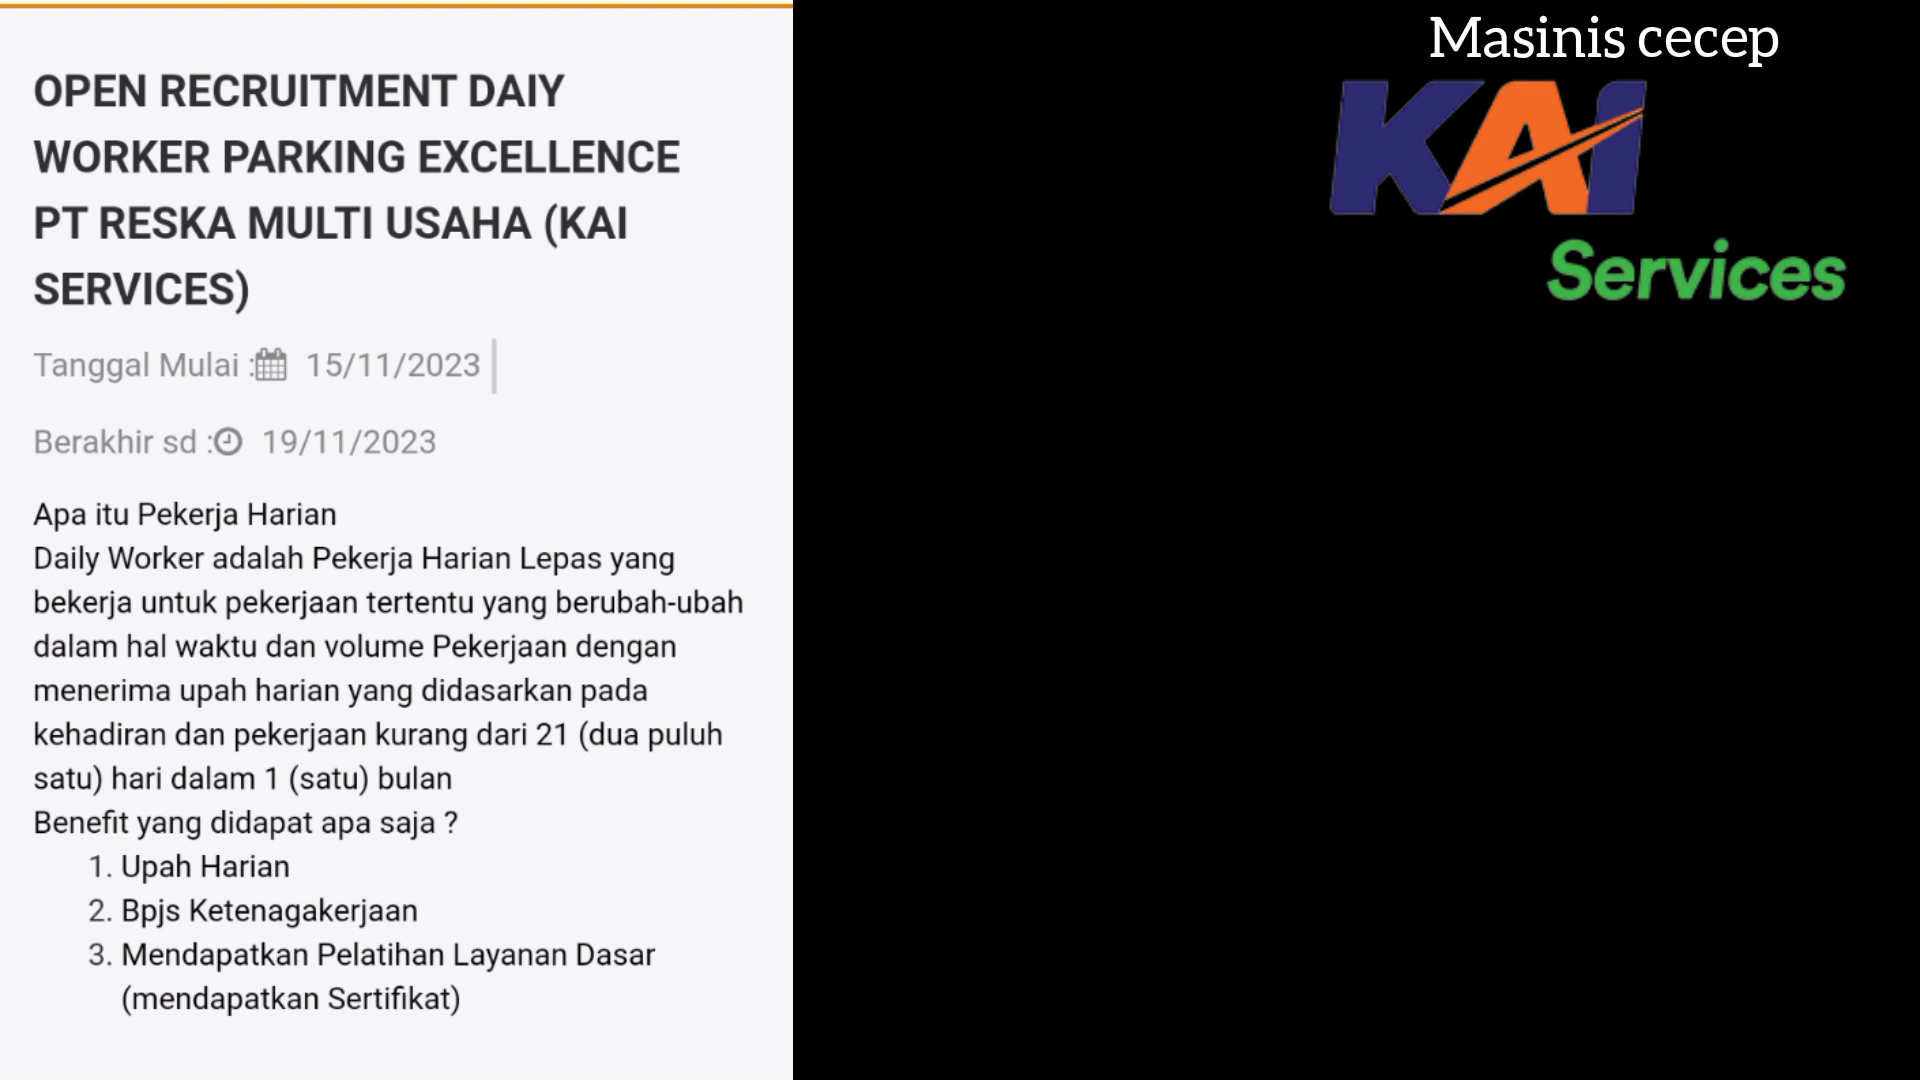 OPEN RECRUITMENT DAIY
WORKER PARKING EXCELLENCE
PT RESKA MULTI USAHA (KAI
SERVICES)
Tanggal Mulai : 15/11/2023
Berakhir sd : 19/11/2023
Apa itu Pekerja Harian
Daily Worker adalah Pekerja Harian Lepas yang
bekerja untuk pekerjaan tertentu yang berubah-ubah
dalam hal waktu dan volume Pekerjaan dengan
menerima upah harian yang didasarkan pada
kehadiran dan pekerjaan kurang dari 21 (dua puluh
satu) hari dalam 1 (satu) bulan
Benefit yang didapat apa saja ?
1. Upah Harian
2. Bpjs Ketenagakerjaan
3. Mendapatkan Pelatihan Layanan Dasar
(mendapatkan Sertifikat)
Masinis cecep
KAI
Services